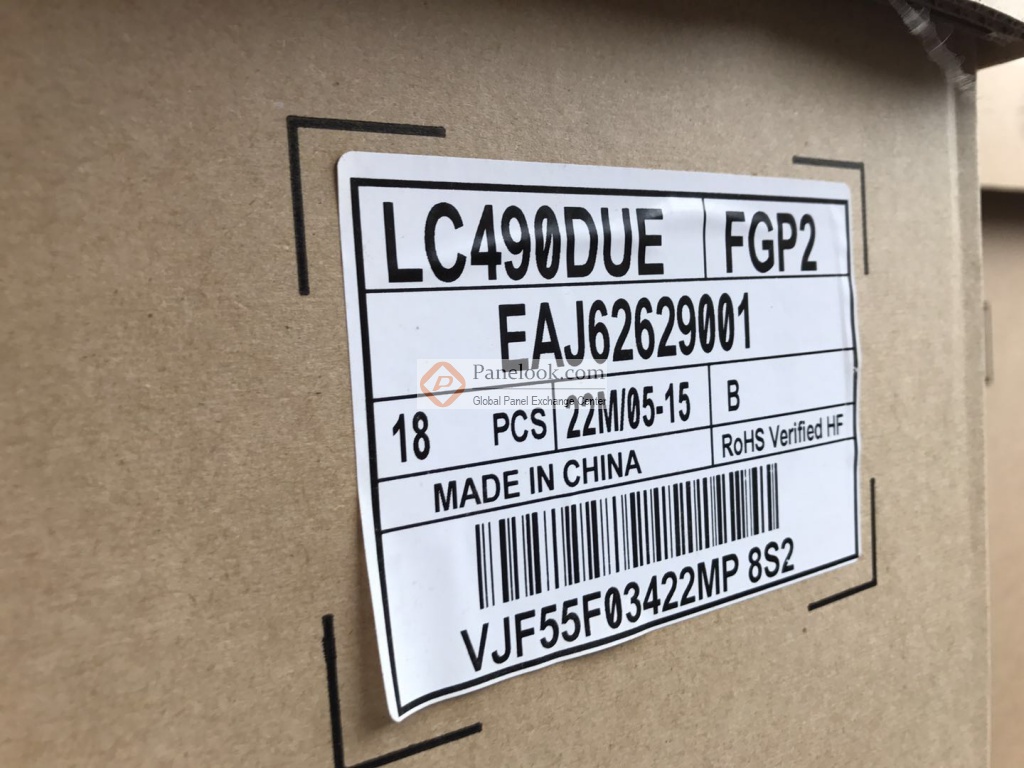 LC490DUE FGP2
EAJ62629001
Panelook.com
Global Panel Exchange Center
18 PCS 22M/05-15 B
MADE IN CHINA RoHS Verified HF
VJF55F03422MP 8S2